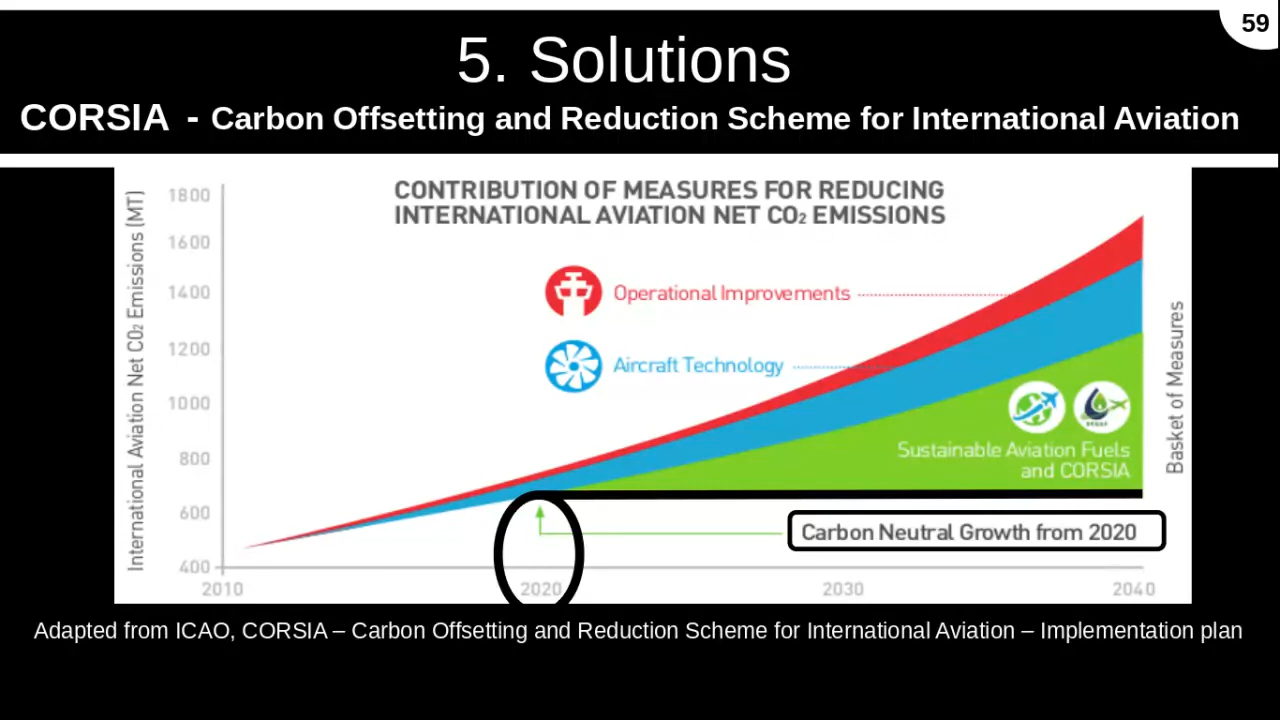 59
5. Solutions
CORSIA - Carbon Offsetting and Reduction Scheme for International Aviation
CONTRIBUTION OF MEASURES FOR REDUCING
INTERNATIONAL AVIATION NET CO2 EMISSIONS
International Aviation Net CO2 Emissions (MT)
1800
1600
1400
1200
1000
800
600
400
Operational Improvements
Aircraft Technology
Sustainable Aviation Fuels
and CORSIA
Basket of Measures
Carbon Neutral Growth from 2020
2010
2020
2030
2040
Adapted from ICAO, CORSIA – Carbon Offsetting and Reduction Scheme for International Aviation – Implementation plan